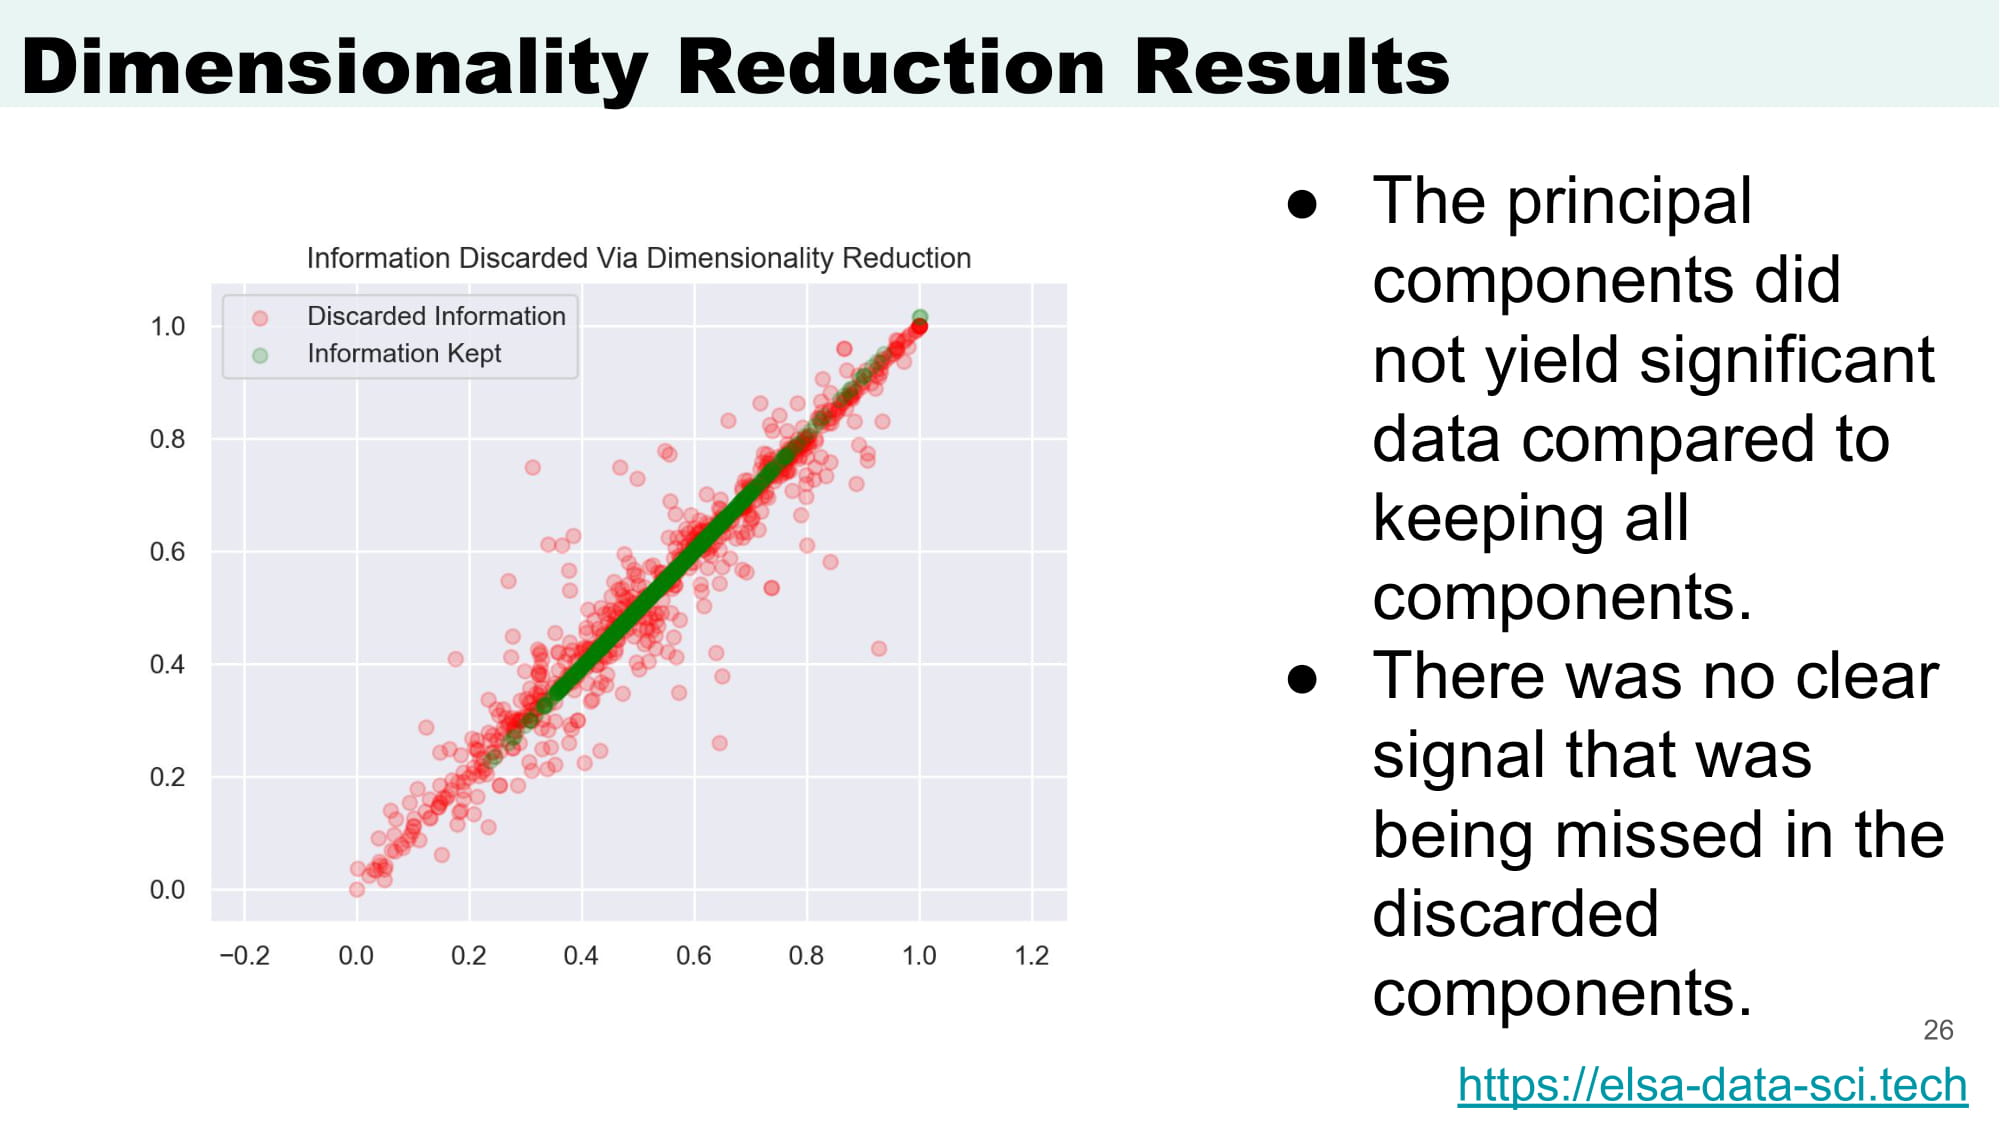 Dimensionality Reduction Results
Information Discarded Via Dimensionality Reduction
Discarded Information
Information Kept
1.0
0.8
0.6
0.4
0.2
0.0
−0.2 0.0 0.2 0.4 0.6 0.8 1.0 1.2
● The principal
components did
not yield significant
data compared to
keeping all
components.
● There was no clear
signal that was
being missed in the
discarded
components.
26
https://elsa-data-sci.tech